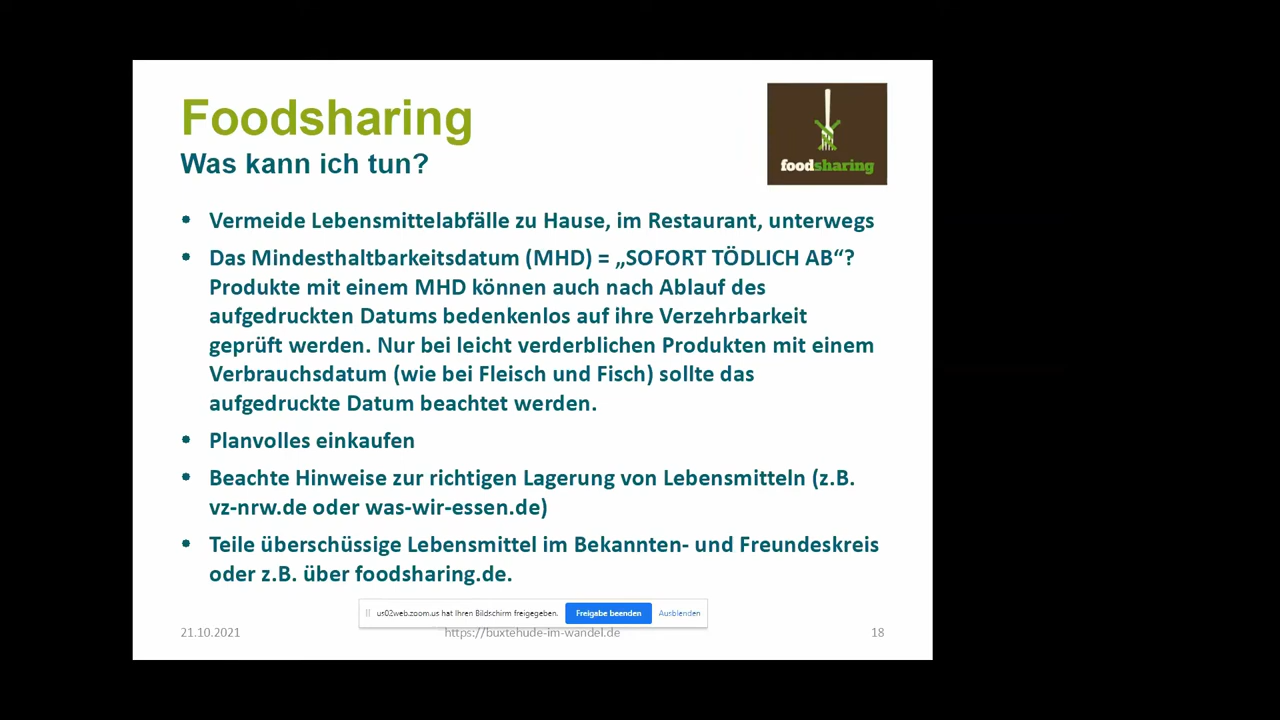 Foodsharing
Was kann ich tun?
foodsharing
• Vermeide Lebensmittelabfälle zu Hause, im Restaurant, unterwegs
• Das Mindesthaltbarkeitsdatum (MHD) = „SOFORT TÖDLICH AB“?
Produkte mit einem MHD können auch nach Ablauf des
aufgedruckten Datums bedenkenlos auf ihre Verzehrbarkeit
geprüft werden. Nur bei leicht verderblichen Produkten mit einem
Verbrauchsdatum (wie bei Fleisch und Fisch) sollte das
aufgedruckte Datum beachtet werden.
• Planvolles einkaufen
• Beachte Hinweise zur richtigen Lagerung von Lebensmitteln (z.B.
vz-nrw.de oder was-wir-essen.de)
• Teile überschüssige Lebensmittel im Bekannten- und Freundeskreis
oder z.B. über foodsharing.de.
us02web.zoom.us hat Ihren Bildschirm freigegeben. Freigabe beenden Ausblenden
21.10.2021 https://buxtehude-im-wandel.de 18